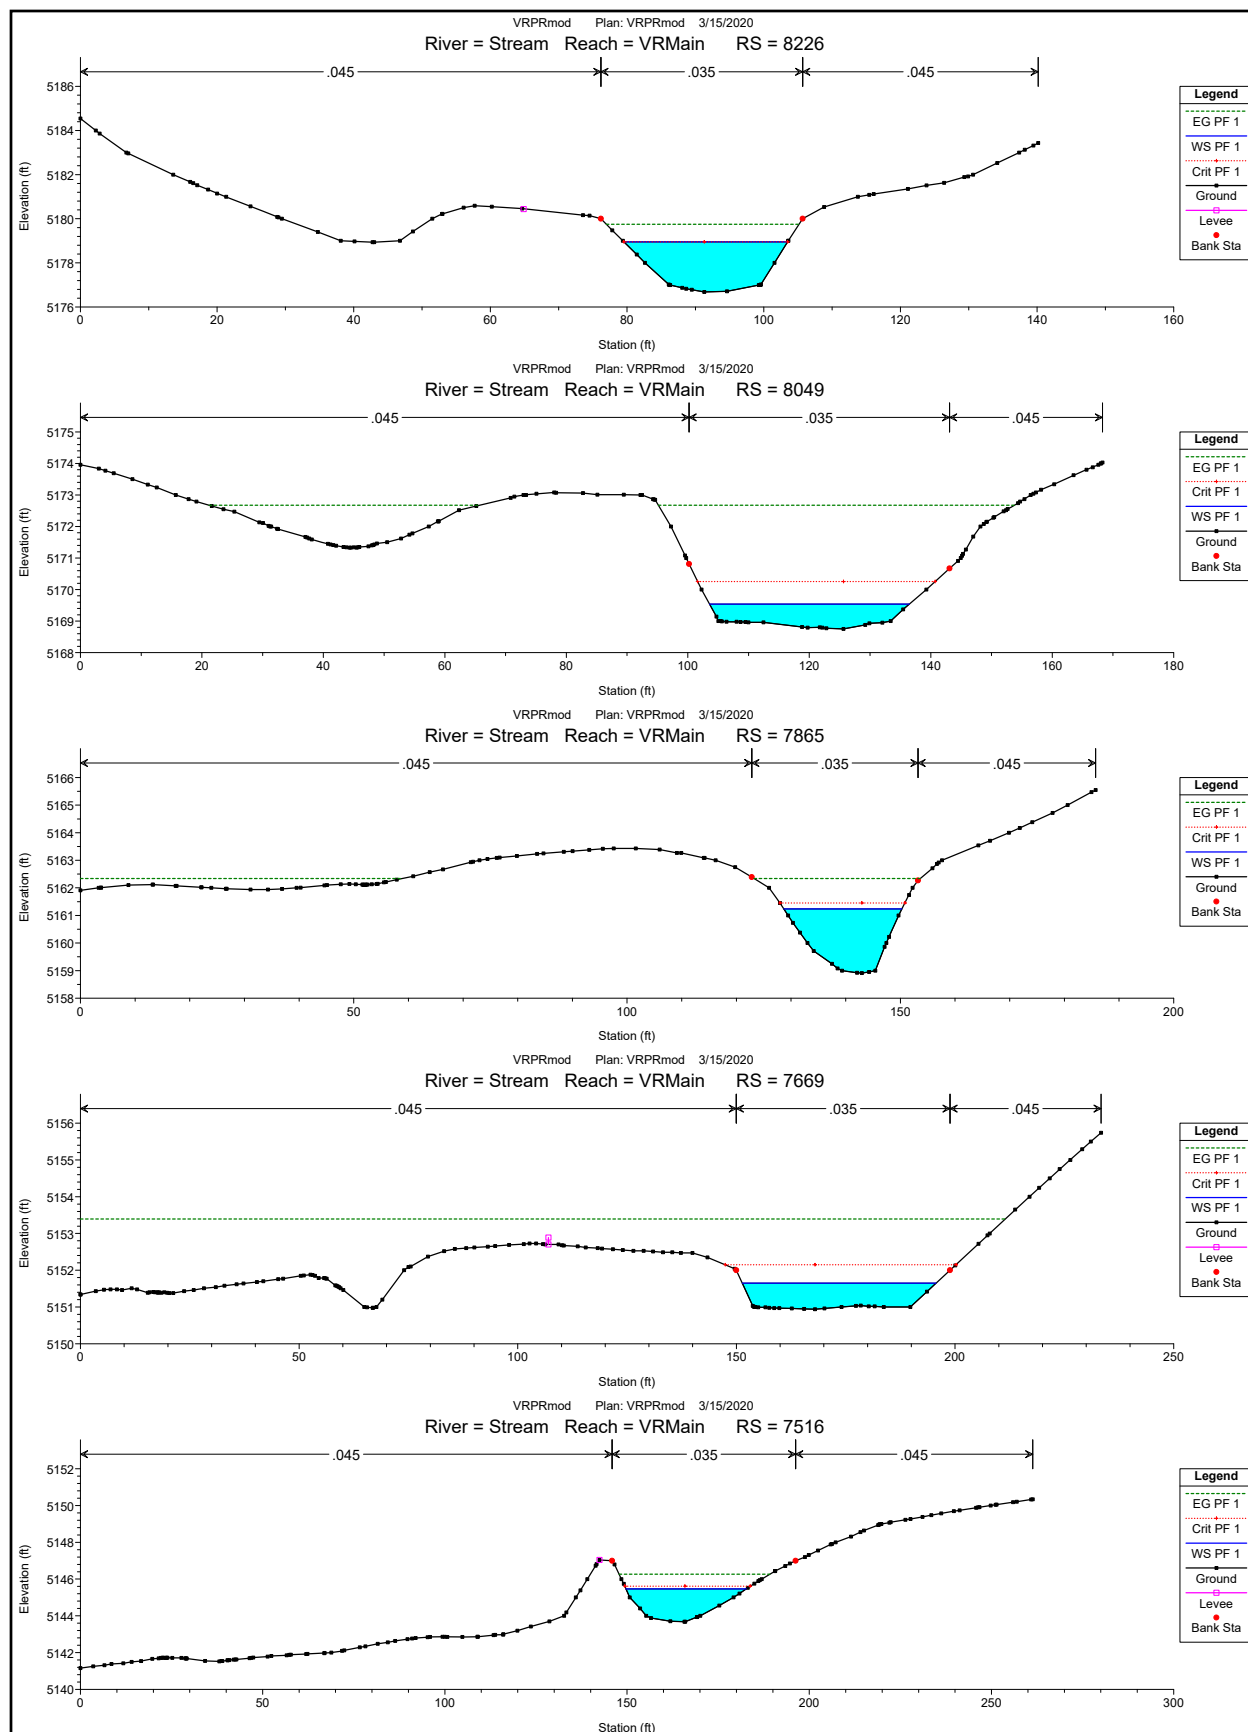 VRPRmod Plan: VRPRmod 3/15/2020
River = Stream Reach = VRMain RS = 8226
.045 .035 .045
5186
5184
5182
5180
5178
5176
Elevation (ft)
0 20 40 60 80 100 120 140 160
Station (ft)
Legend
EG PF 1
WS PF 1
Crit PF 1
Ground
Levee
Bank Sta
VRPRmod Plan: VRPRmod 3/15/2020
River = Stream Reach = VRMain RS = 8049
.045 .035 .045
5175
5174
5173
5172
5171
5170
5169
5168
Elevation (ft)
0 20 40 60 80 100 120 140 160 180
Station (ft)
Legend
EG PF 1
Crit PF 1
WS PF 1
Ground
Bank Sta
VRPRmod Plan: VRPRmod 3/15/2020
River = Stream Reach = VRMain RS = 7865
.045 .035 .045
5166
5165
5164
5163
5162
5161
5160
5159
5158
Elevation (ft)
0 50 100 150 200
Station (ft)
Legend
EG PF 1
Crit PF 1
WS PF 1
Ground
Bank Sta
VRPRmod Plan: VRPRmod 3/15/2020
River = Stream Reach = VRMain RS = 7669
.045 .035 .045
5156
5155
5154
5153
5152
5151
5150
Elevation (ft)
0 50 100 150 200 250
Station (ft)
Legend
EG PF 1
Crit PF 1
WS PF 1
Ground
Levee
Bank Sta
VRPRmod Plan: VRPRmod 3/15/2020
River = Stream Reach = VRMain RS = 7516
.045 .035 .045
5152
5150
5148
5146
5144
5142
5140
Elevation (ft)
0 50 100 150 200 250 300
Station (ft)
Legend
EG PF 1
Crit PF 1
WS PF 1
Ground
Levee
Bank Sta